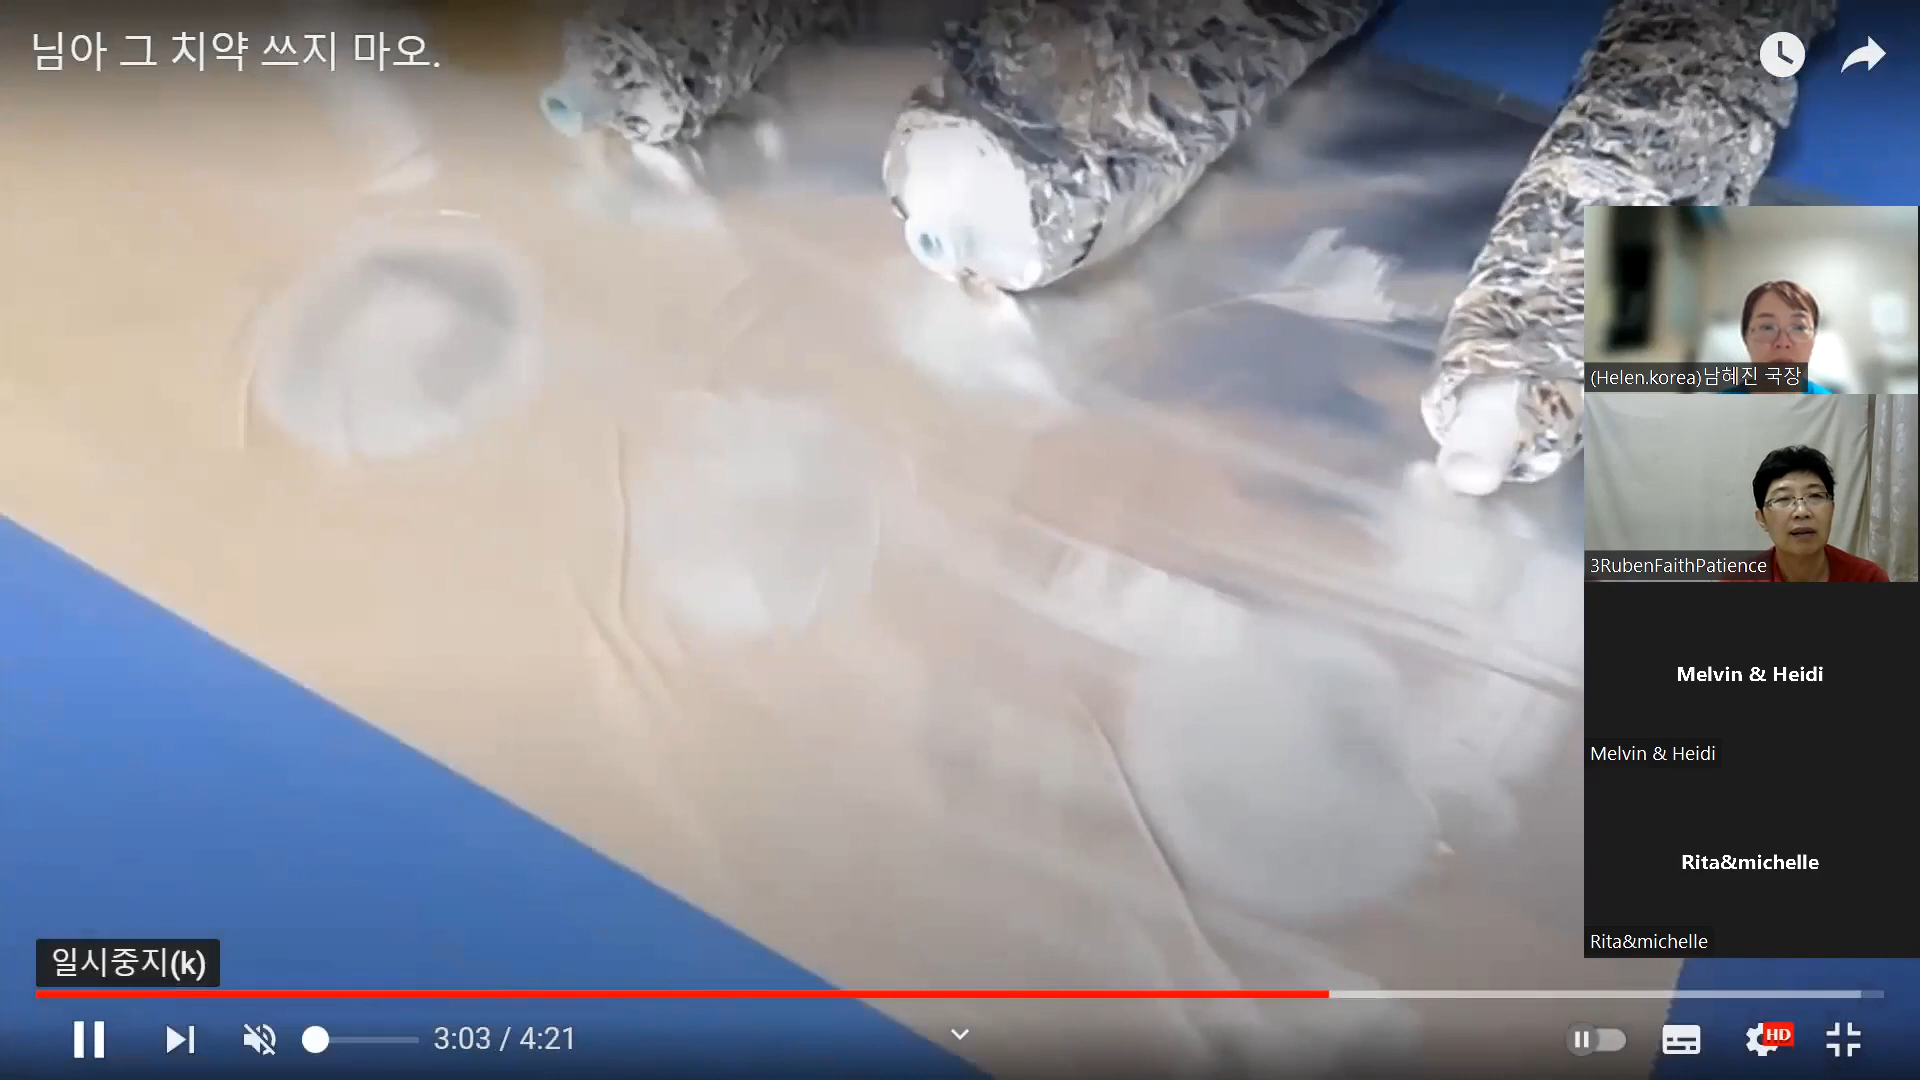 님아 그 치약 쓰지 마오.
(Helen.korea)남혜진 국장
3RubenFaithPatience
Melvin & Heidi
Melvin & Heidi
Rita&michelle
Rita&michelle
일시중지(k)
3:03 / 4:21
HD